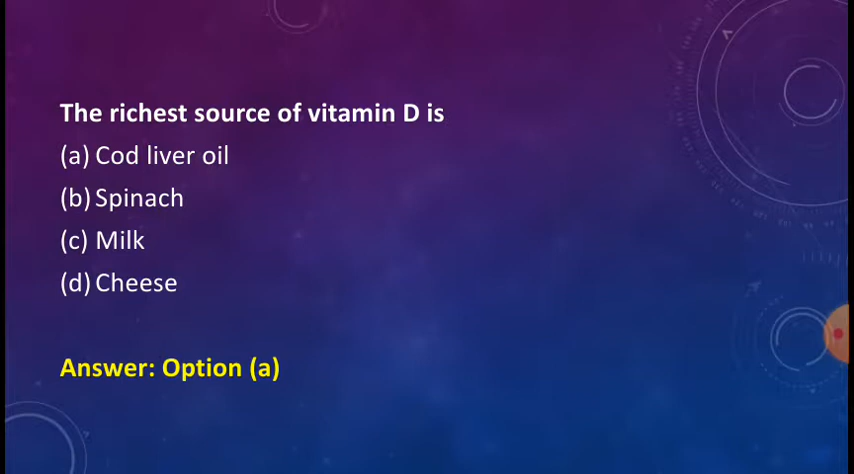 The richest source of vitamin D is
(a) Cod liver oil
(b) Spinach
(c) Milk
(d) Cheese
Answer: Option (a)